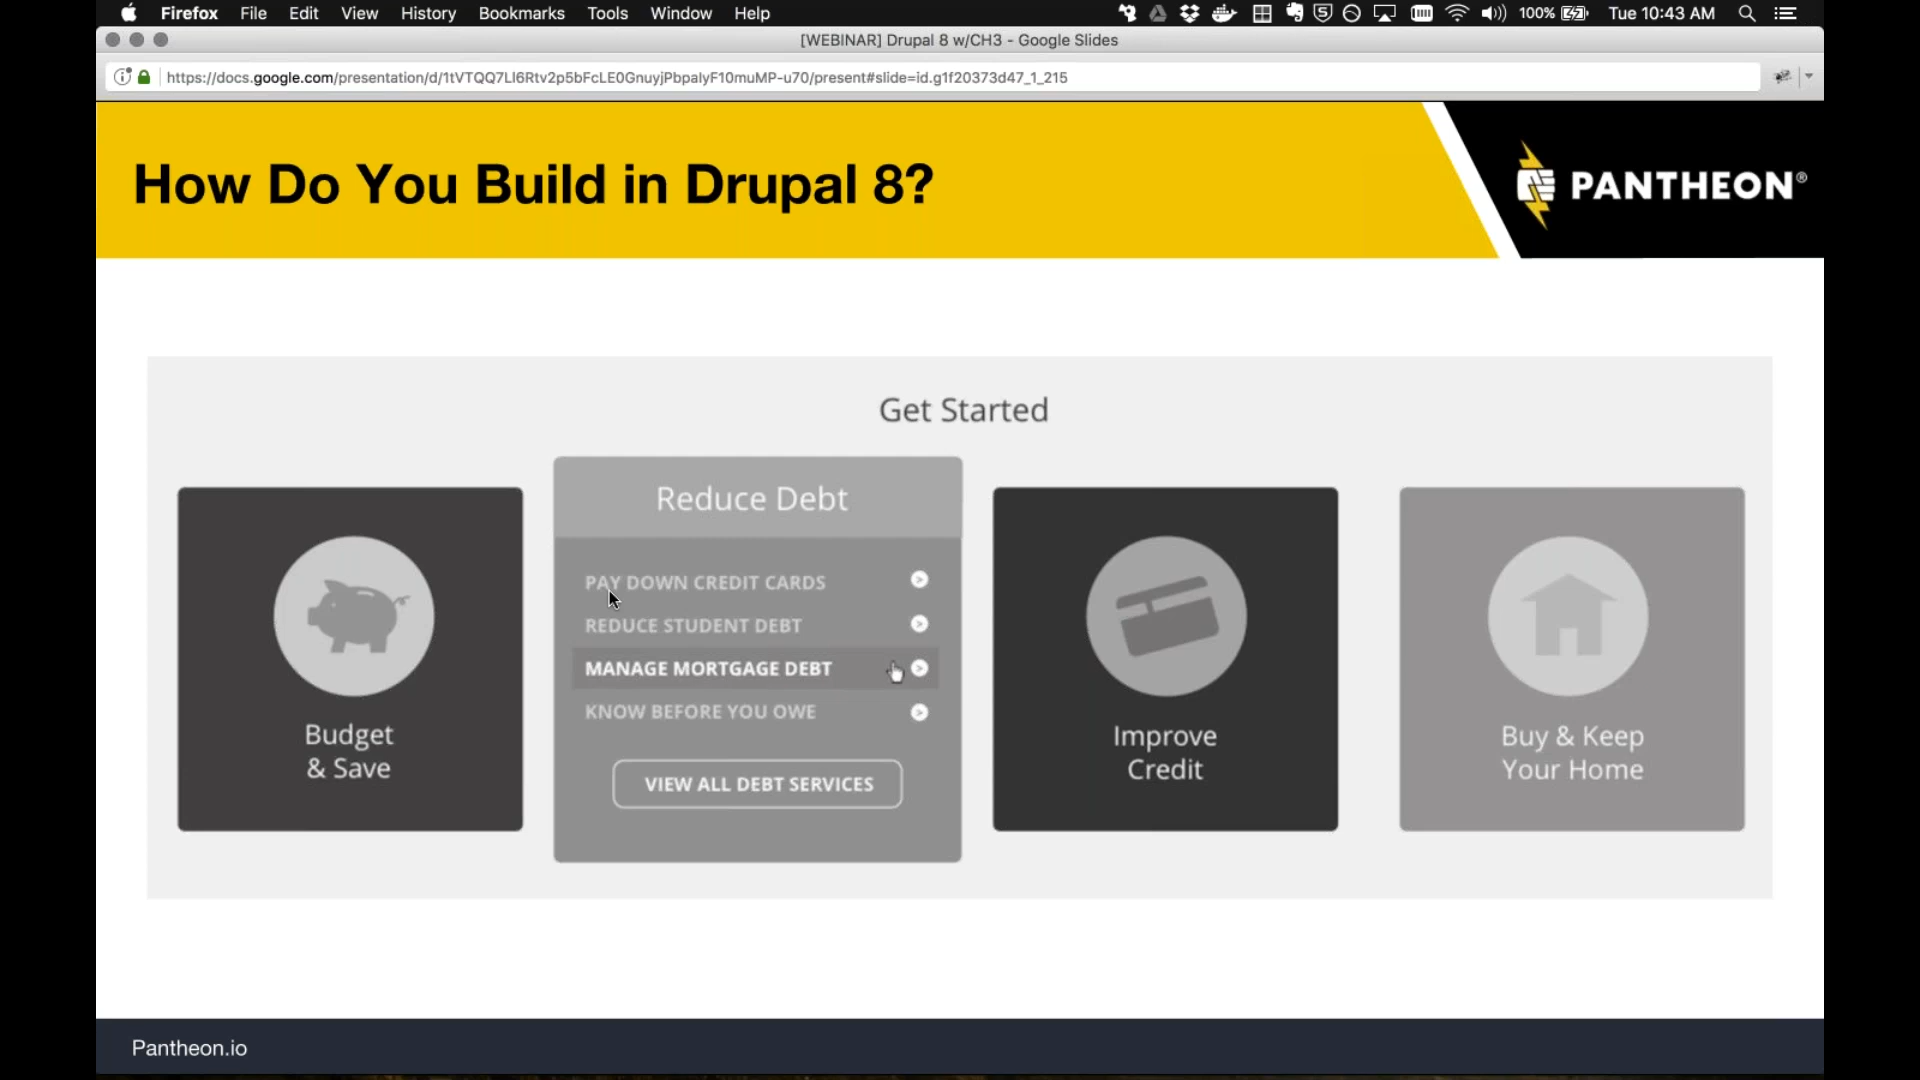 Firefox File Edit View History Bookmarks Tools Window Help 100% Tue 10:43 AM
[WEBINAR] Drupal 8 w/CH3 - Google Slides
https://docs.google.com/presentation/d/1tVTQQ7Ll6Rtv2p5bFcLE0GnuyjPbpalyF10muMP-u70/present#slide=id.g1f20373d47_1_215
How Do You Build in Drupal 8?
PANTHEON®
Get Started
Budget
& Save
Reduce Debt
PAY DOWN CREDIT CARDS
REDUCE STUDENT DEBT
MANAGE MORTGAGE DEBT
KNOW BEFORE YOU OWE
VIEW ALL DEBT SERVICES
Improve
Credit
Buy & Keep
Your Home
Pantheon.io